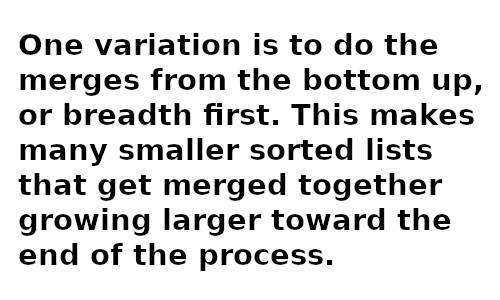 One variation is to do the
merges from the bottom up,
or breadth first. This makes
many smaller sorted lists
that get merged together
growing larger toward the
end of the process.